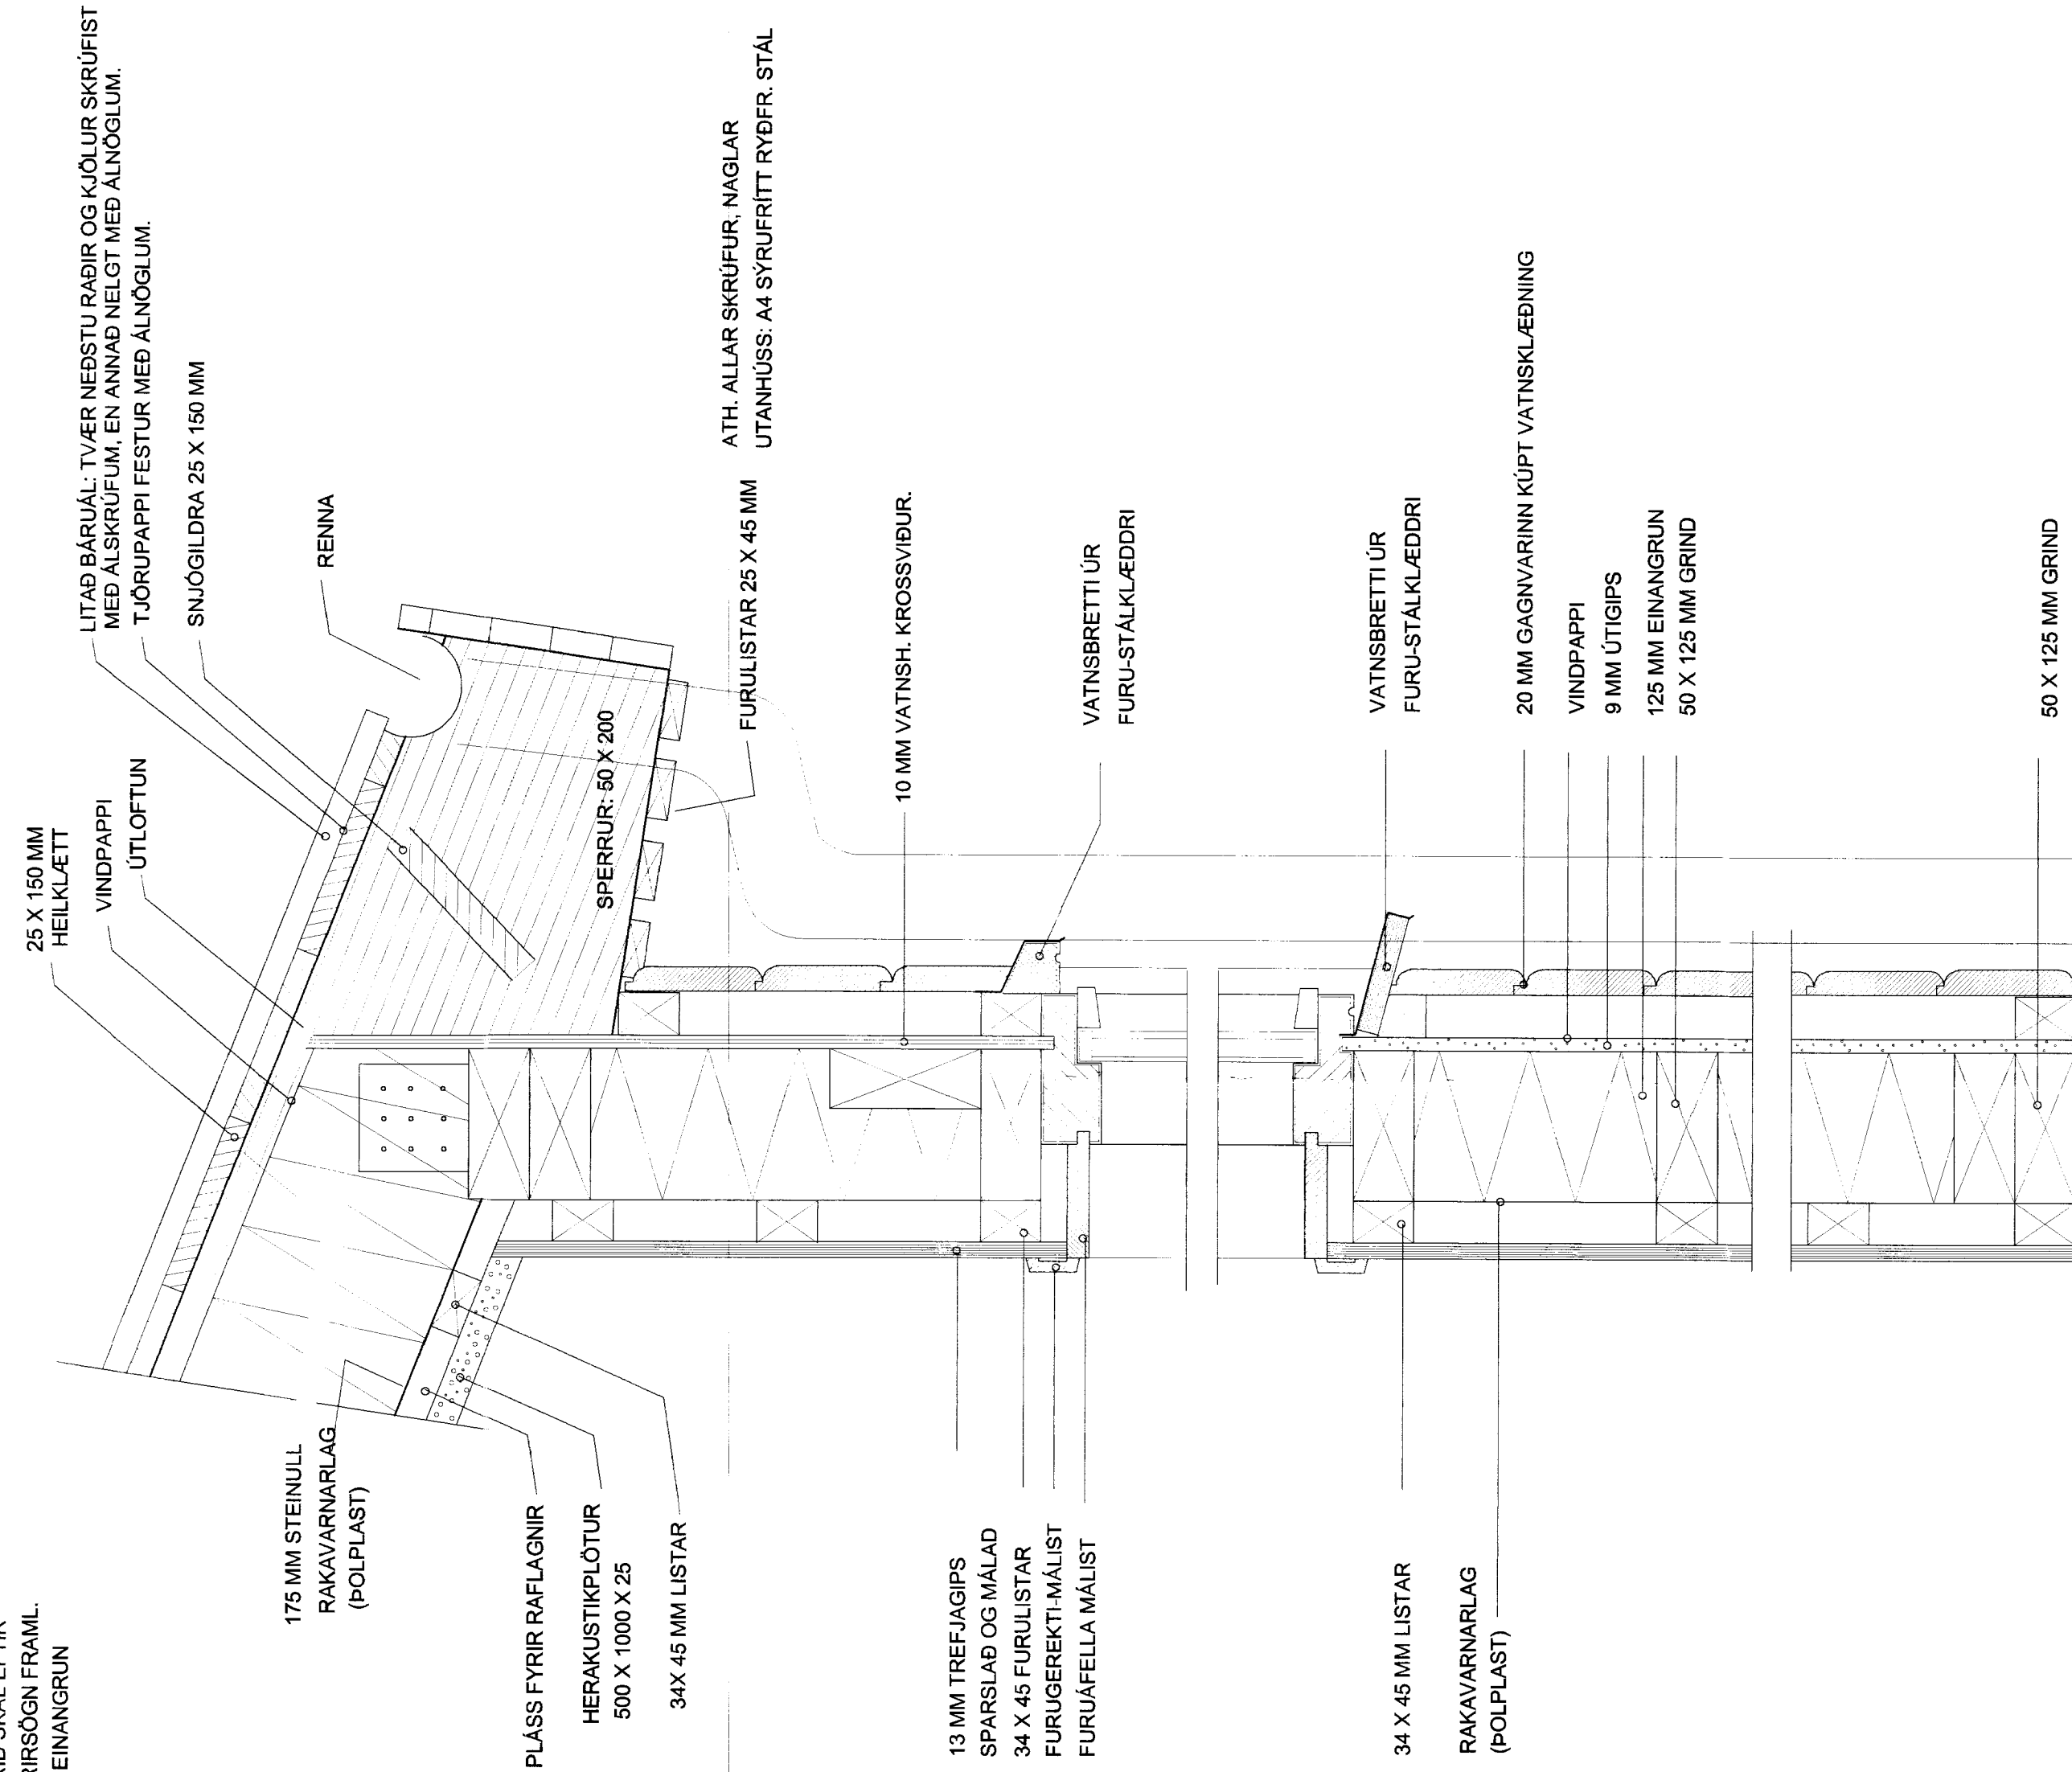 LITAÐ BÁRUÁL: TVÆR NEÐSTU RAÐIR OG KJÖLUR SKRÚFIST
MEÐ ÁLSKRÚFUM, EN ANNAÐ NELGT MEÐ ÁLNÖGLUM.
TJÖRUPAPPI FESTUR MEÐ ÁLNÖGLUM.
SNJÓGILDRA 25 X 150 MM
RENNA
25 X 150 MM
HEILKLÆTT
VINDPAPPI
ÚTLOFTUN
EINANGRUN
175 MM STEINULL
RAKAVARNARLAG
(ÞOLPLAST)
PLÁSS FYRIR RAFLAGNIR
HERAKUSTIKPLÖTUR
500 X 1000 X 25
34X 45 MM LISTAR
SPERRUR: 50 X 200
ATH. ALLAR SKRÚFUR, NAGLAR
UTANHÚSS: A4 SÝRUFRÍTT RYÐFR. STÁL
FURULISTAR 25 X 45 MM
10 MM VATNSH. KROSSVIÐUR.
VATNSBRETTI ÚR
FURU-STÁLKLÆDDRI
13 MM TREFJAGIPS
SPARSLAÐ OG MÁLAD
34 X 45 FURULISTAR
FURUGEREKTI-MÁLIST
FURUÁFELLA MÁLIST
VATNSBRETTI ÚR
FURU-STÁLKLÆDDRI
20 MM GAGNVARINN KÚPT VATNSKLÆÐNING
VINDPAPPI
9 MM ÚTIGIPS
125 MM EINANGRUN
50 X 125 MM GRIND
34 X 45 MM LISTAR
RAKAVARNARLAG
(ÞOLPLAST)
50 X 125 MM GRIND